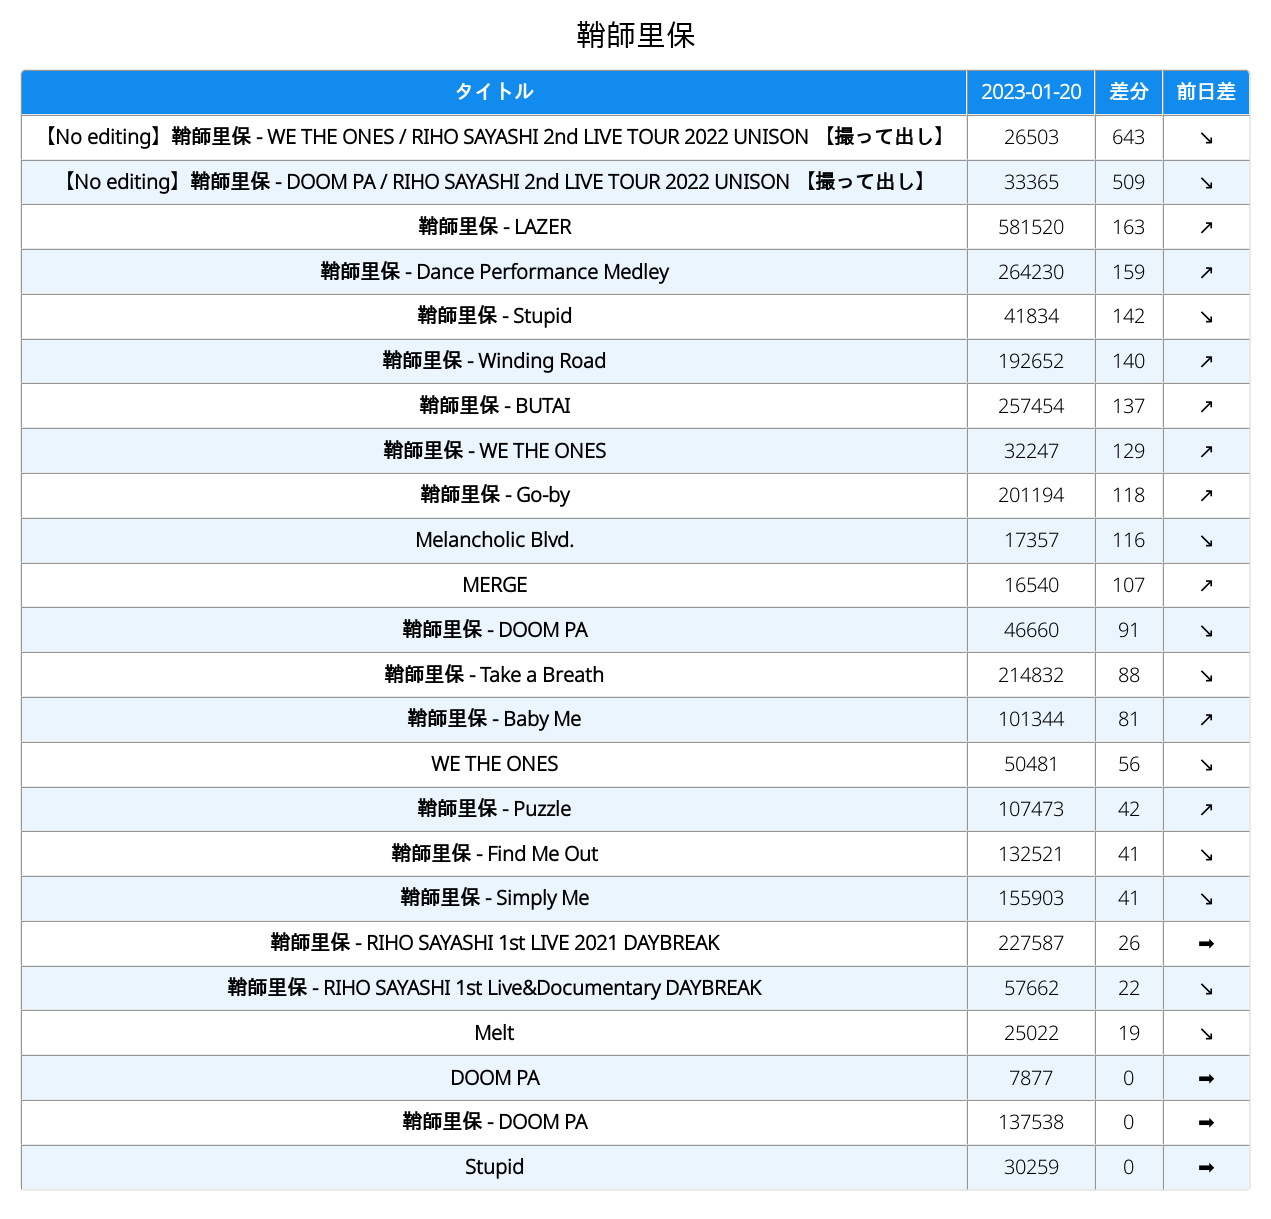 鞘師里保
タイトル 2023-01-20 差分 前日差
【No editing】鞘師里保 - WE THE ONES / RIHO SAYASHI 2nd LIVE TOUR 2022 UNISON 【撮って出し】 26503 643 ↘
【No editing】鞘師里保 - DOOM PA / RIHO SAYASHI 2nd LIVE TOUR 2022 UNISON 【撮って出し】 33365 509 ↘
鞘師里保 - LAZER 581520 163 ↗
鞘師里保 - Dance Performance Medley 264230 159 ↗
鞘師里保 - Stupid 41834 142 ↘
鞘師里保 - Winding Road 192652 140 ↗
鞘師里保 - BUTAI 257454 137 ↗
鞘師里保 - WE THE ONES 32247 129 ↗
鞘師里保 - Go-by 201194 118 ↗
Melancholic Blvd. 17357 116 ↘
MERGE 16540 107 ↗
鞘師里保 - DOOM PA 46660 91 ↘
鞘師里保 - Take a Breath 214832 88 ↘
鞘師里保 - Baby Me 101344 81 ↗
WE THE ONES 50481 56 ↘
鞘師里保 - Puzzle 107473 42 ↗
鞘師里保 - Find Me Out 132521 41 ↘
鞘師里保 - Simply Me 155903 41 ↘
鞘師里保 - RIHO SAYASHI 1st LIVE 2021 DAYBREAK 227587 26 ➡
鞘師里保 - RIHO SAYASHI 1st Live&Documentary DAYBREAK 57662 22 ↘
Melt 25022 19 ↘
DOOM PA 7877 0 ➡
鞘師里保 - DOOM PA 137538 0 ➡
Stupid 30259 0 ➡